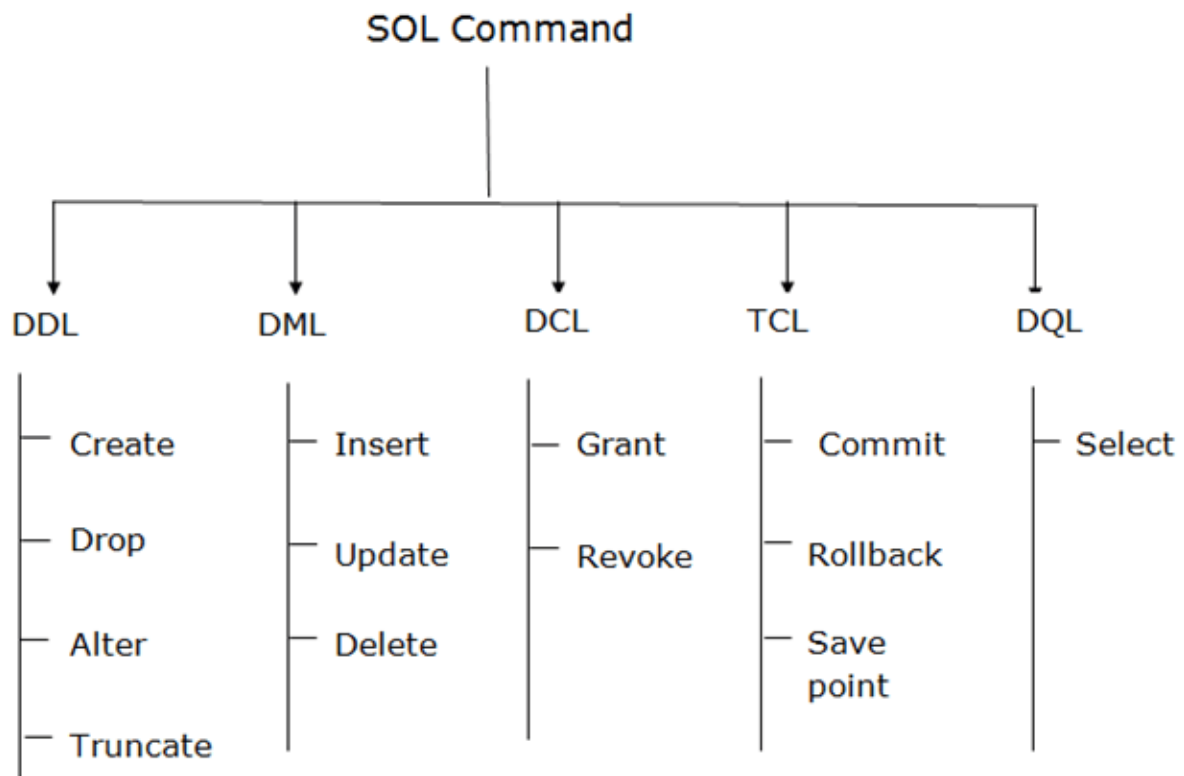 SOL Command
DDL
DML
DCL
TCL
DQL
Create
Drop
Alter
Truncate
Insert
Update
Delete
Grant
Revoke
Commit
Rollback
Save
point
Select